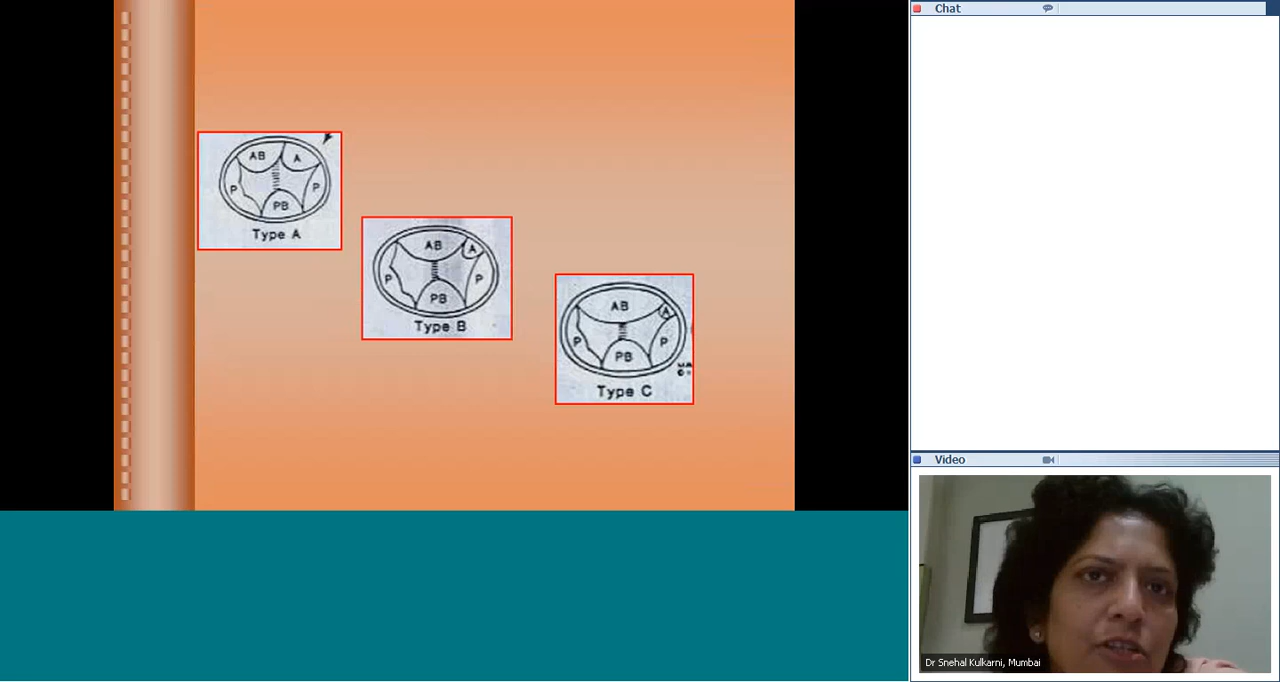 Chat
AB A
P P
PB
Type A
AB A
P P
PB
Type B
AB A
P P
PB
Type C
Video
Dr Snehal Kulkarni, Mumbai